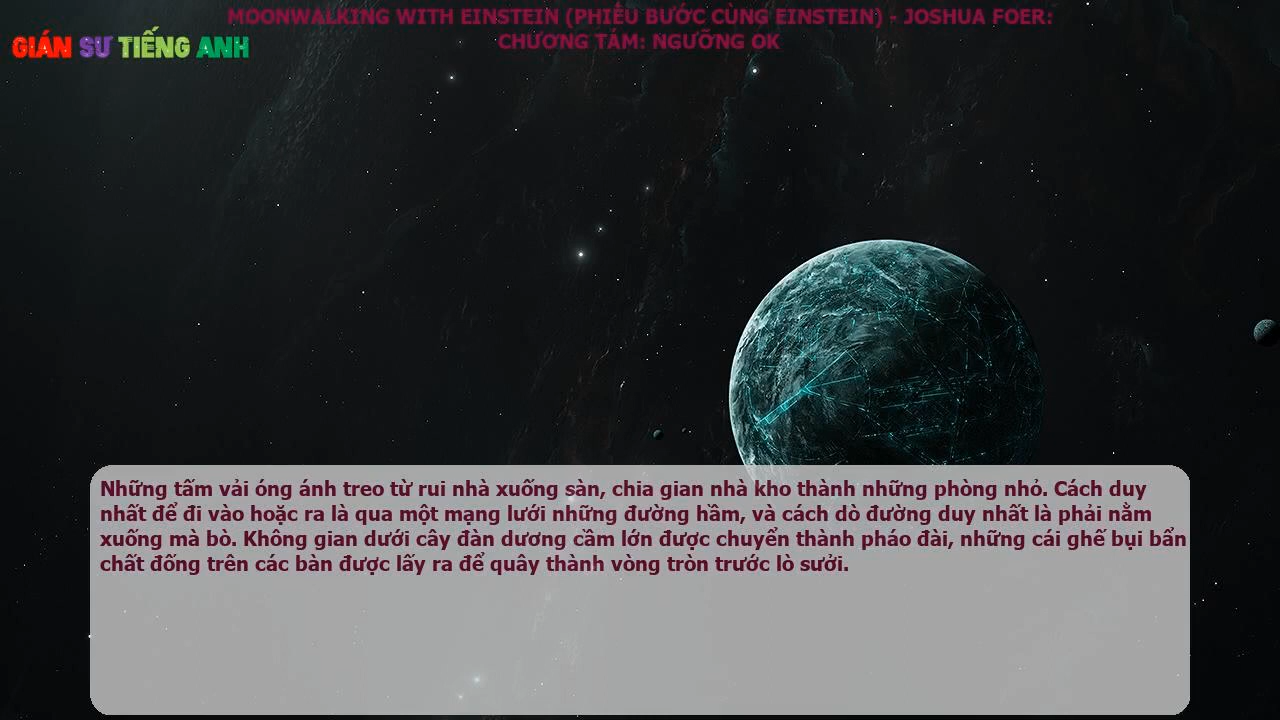 MOONWALKING WITH EINSTEIN (PHIÊU BƯỚC CÙNG EINSTEIN) - JOSHUA FOER:
CHƯƠNG TÁM: NGƯỠNG OK
GIÁN SƯ TIẾNG ANH
Những tấm vải óng ánh treo từ rui nhà xuống sàn, chia gian nhà kho thành những phòng nhỏ. Cách duy
nhất để đi vào hoặc ra là qua một mạng lưới những đường hầm, và cách dò đường duy nhất là phải nằm
xuống mà bò. Không gian dưới cây đàn dương cầm lớn được chuyển thành pháo đài, những cái ghế bụi bẩn
chất đống trên các bàn được lấy ra để quây thành vòng tròn trước lò sưởi.